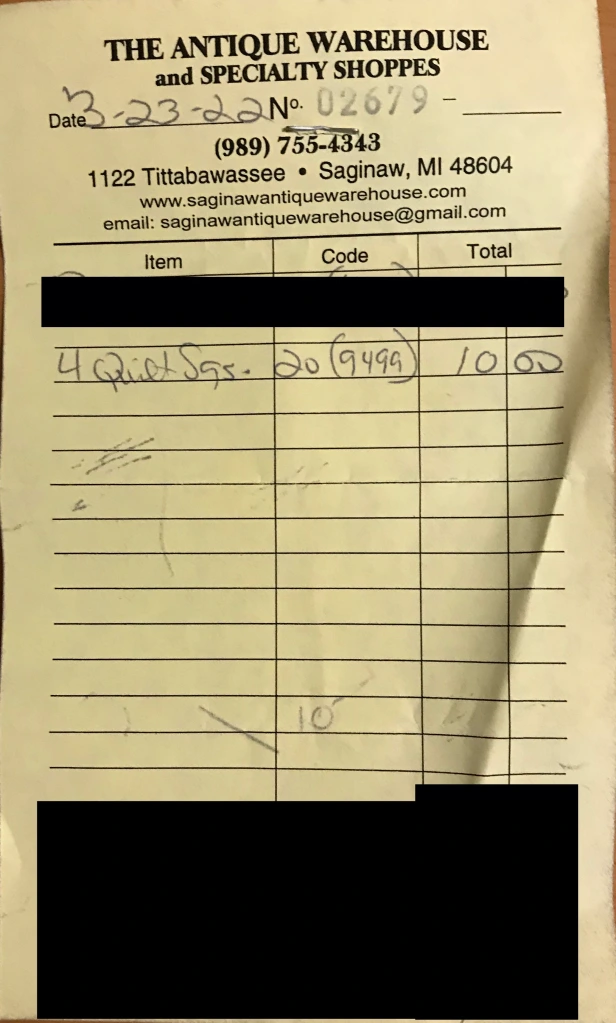 THE ANTIQUE WAREHOUSE
and SPECIALTY SHOPPES
Date 3-23-22 No. 02679 -
(989) 755-4343
1122 Tittabawassee • Saginaw, MI 48604
www.saginawantiquewarehouse.com
email: saginawantiquewarehouse@gmail.com
Item Code Total
4 Quilt Sqs. 20 (9499) 10 00
10